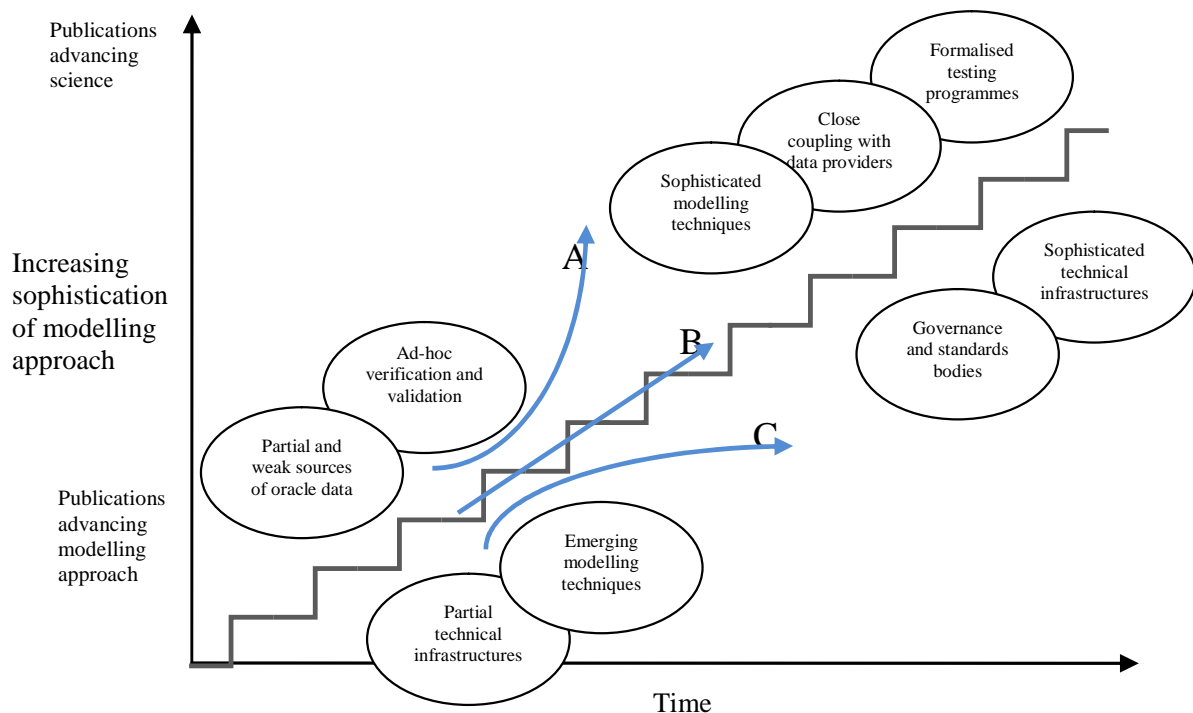 Publications
advancing
science
Formalised
testing
programmes
Close
coupling with
data providers
Sophisticated
modelling
techniques
A
Increasing
sophistication
of modelling
approach
Sophisticated
technical
infrastructures
Governance
and standards
bodies
B
Ad-hoc
verification and
validation
C
Partial and
weak sources
of oracle data
Publications
advancing
modelling
approach
Emerging
modelling
techniques
Partial
technical
infrastructures
Time